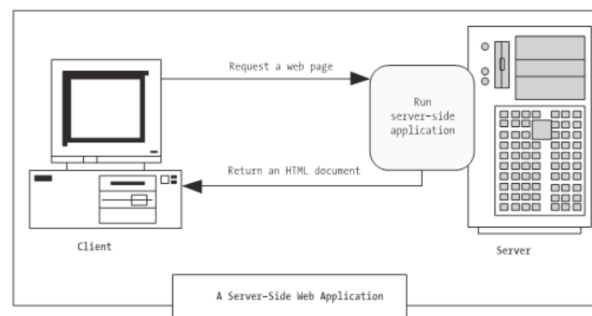 Request a web page
Run
server-side
application
Return an HTML document
Client
Server
A Server-Side Web Application